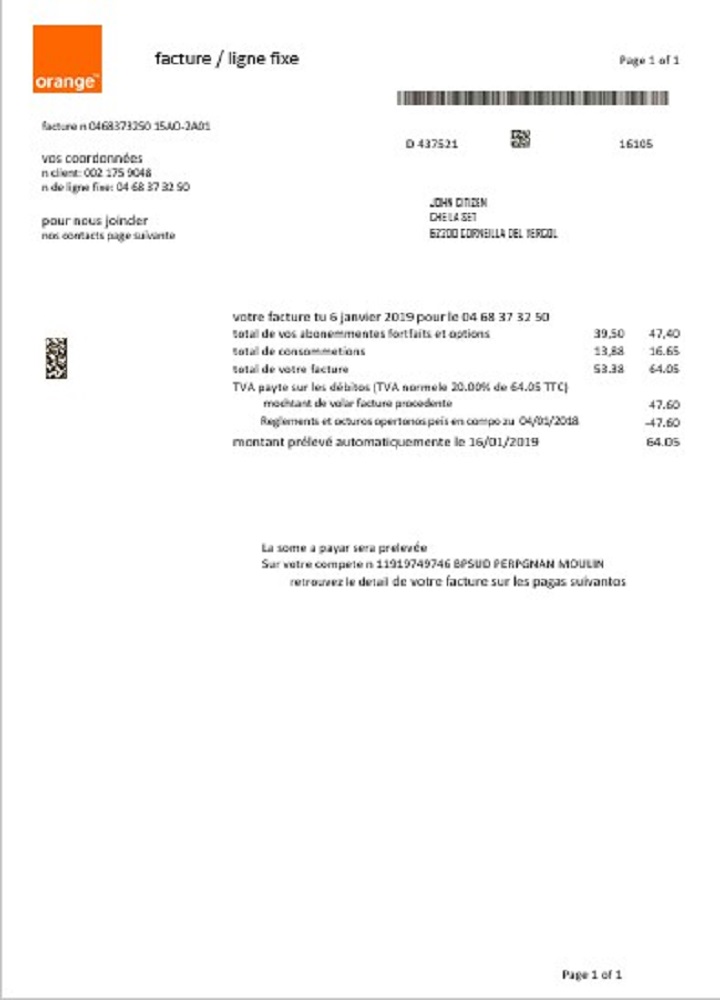 orange™
facture / ligne fixe
Page 1 of 1
facture n 0468373250 15AO-2A01
D 437521
16105
vos coordonnées
n client: 002 175 9048
n de ligne fixe: 04 68 37 32 50
JOHN CITIZEN
CHE LA SET
62200 CORNEILLA DEL VERCOL
pour nous joinder
nos contacts page suivante
votre facture tu 6 janvier 2019 pour le 04 68 37 32 50
total de vos abonemmentes fortfaits et options 39,50 47,40
total de consommetions 13,88 16.65
total de votre facture 53.38 64.05
TVA payte sur les débitos (TVA normele 20.00% de 64.05 TTC)
mochtant de volar facture procedente 47.60
Reglements et octuros opertonos peis en compo zu 04/01/2018 -47.60
montant prélevé automatiquemente le 16/01/2019 64.05
La some a payar sera prelevée
Sur votre compete n 11919749746 BPSUD PERPGNAN MOULIN
retrouvez le detail de votre facture sur les pagas suivantos
Page 1 of 1